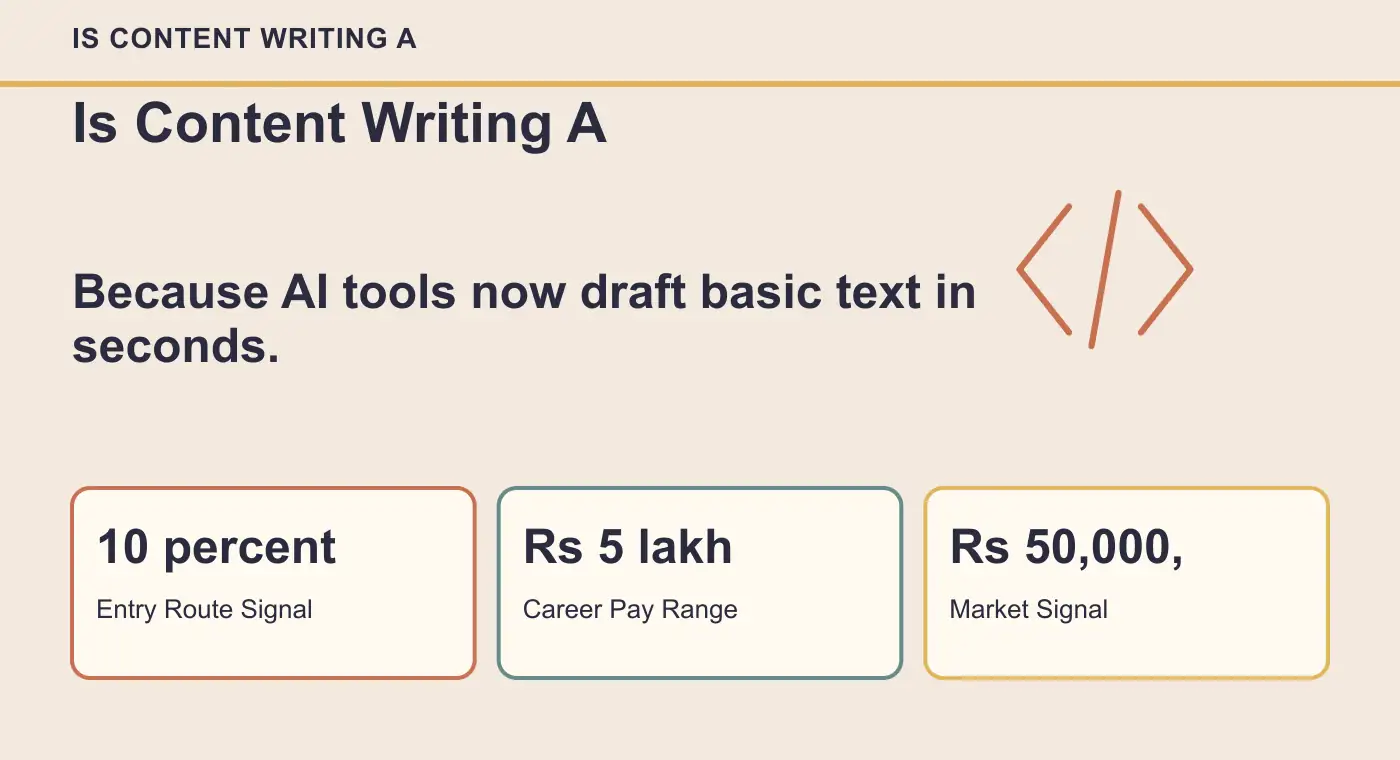 IS CONTENT WRITING A
Is Content Writing A
Because AI tools now draft basic text in
seconds.
10 percent
Entry Route Signal
Rs 5 lakh
Career Pay Range
Rs 50,000,
Market Signal